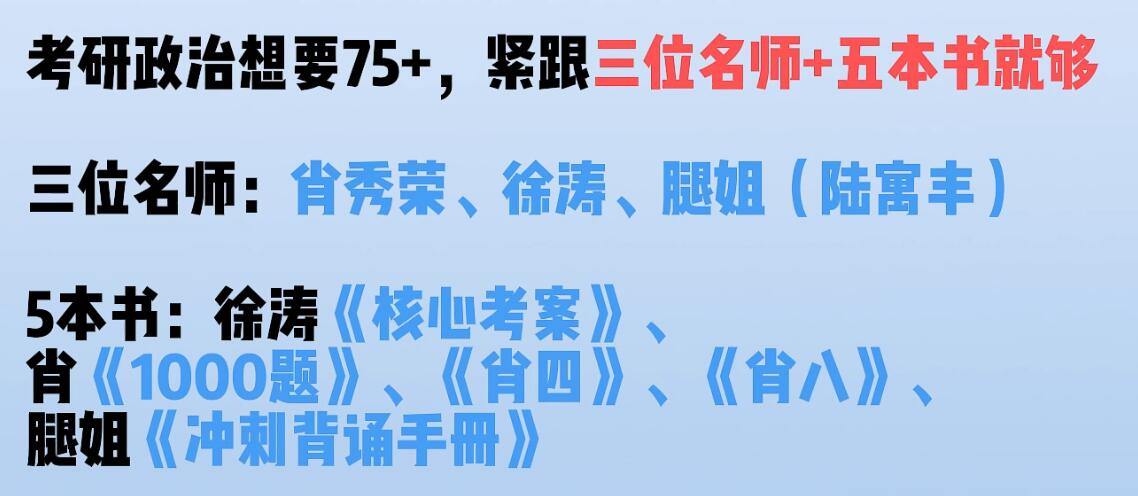 考研政治想要75+，紧跟三位名师+五本书就够
三位名师：肖秀荣、徐涛、腿姐（陆寓丰）
5本书：徐涛《核心考案》、
肖《1000题》、《肖四》、《肖八》、
腿姐《冲刺背诵手册》